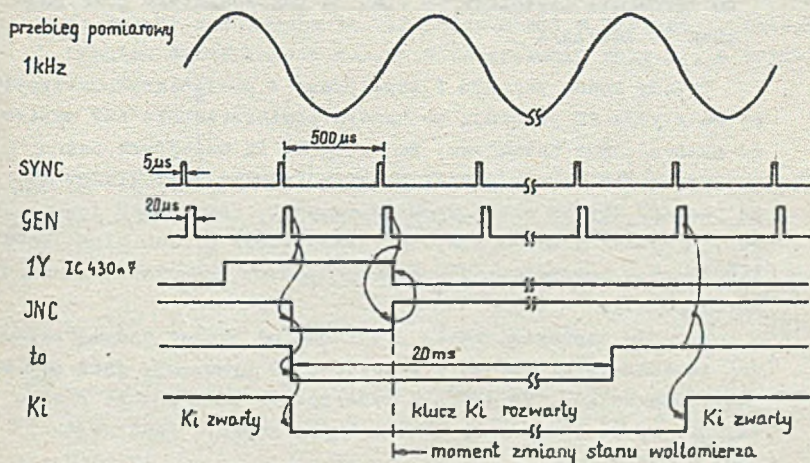 przebieg pomiarowy
1kHz
500µs
5µs
SYNC
20µs
GEN
1Y IC430n7
JNC
to
20ms
Ki
Ki zwarty
klucz Ki rozwarty
Ki zwarty
moment zmiany stanu woltomierza